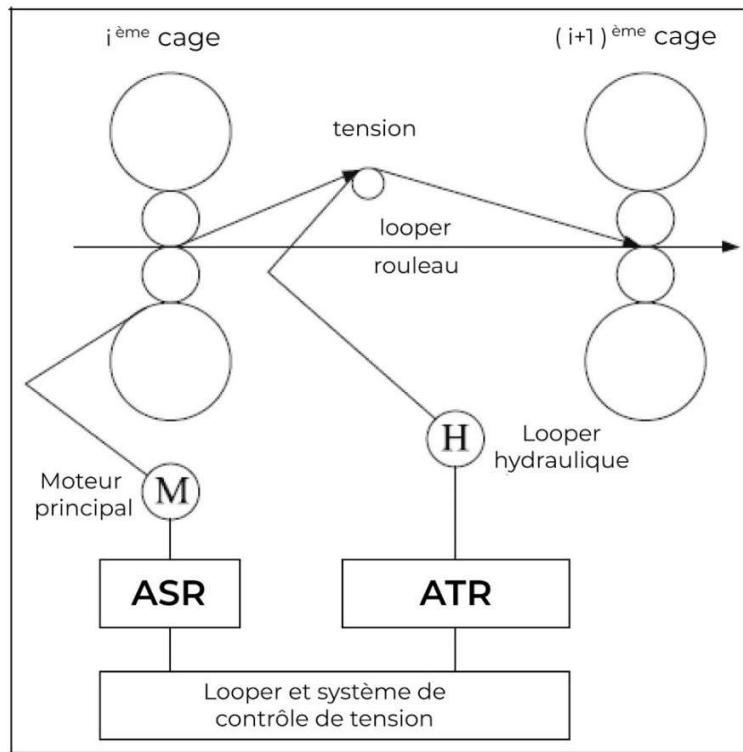 i ème cage
( i+1 ) ème cage
tension
looper
rouleau
H
Looper
hydraulique
Moteur
principal
M
ASR
ATR
Looper et système de
contrôle de tension